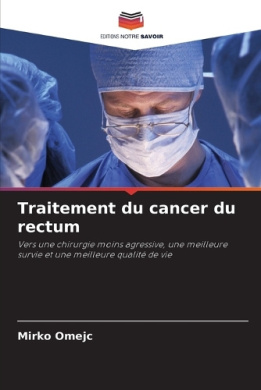 EDITIONS NOTRE SAVOIR
Traitement du cancer du
rectum
Vers une chirurgie moins agressive, une meilleure
survie et une meilleure qualité de vie
Mirko Omejc